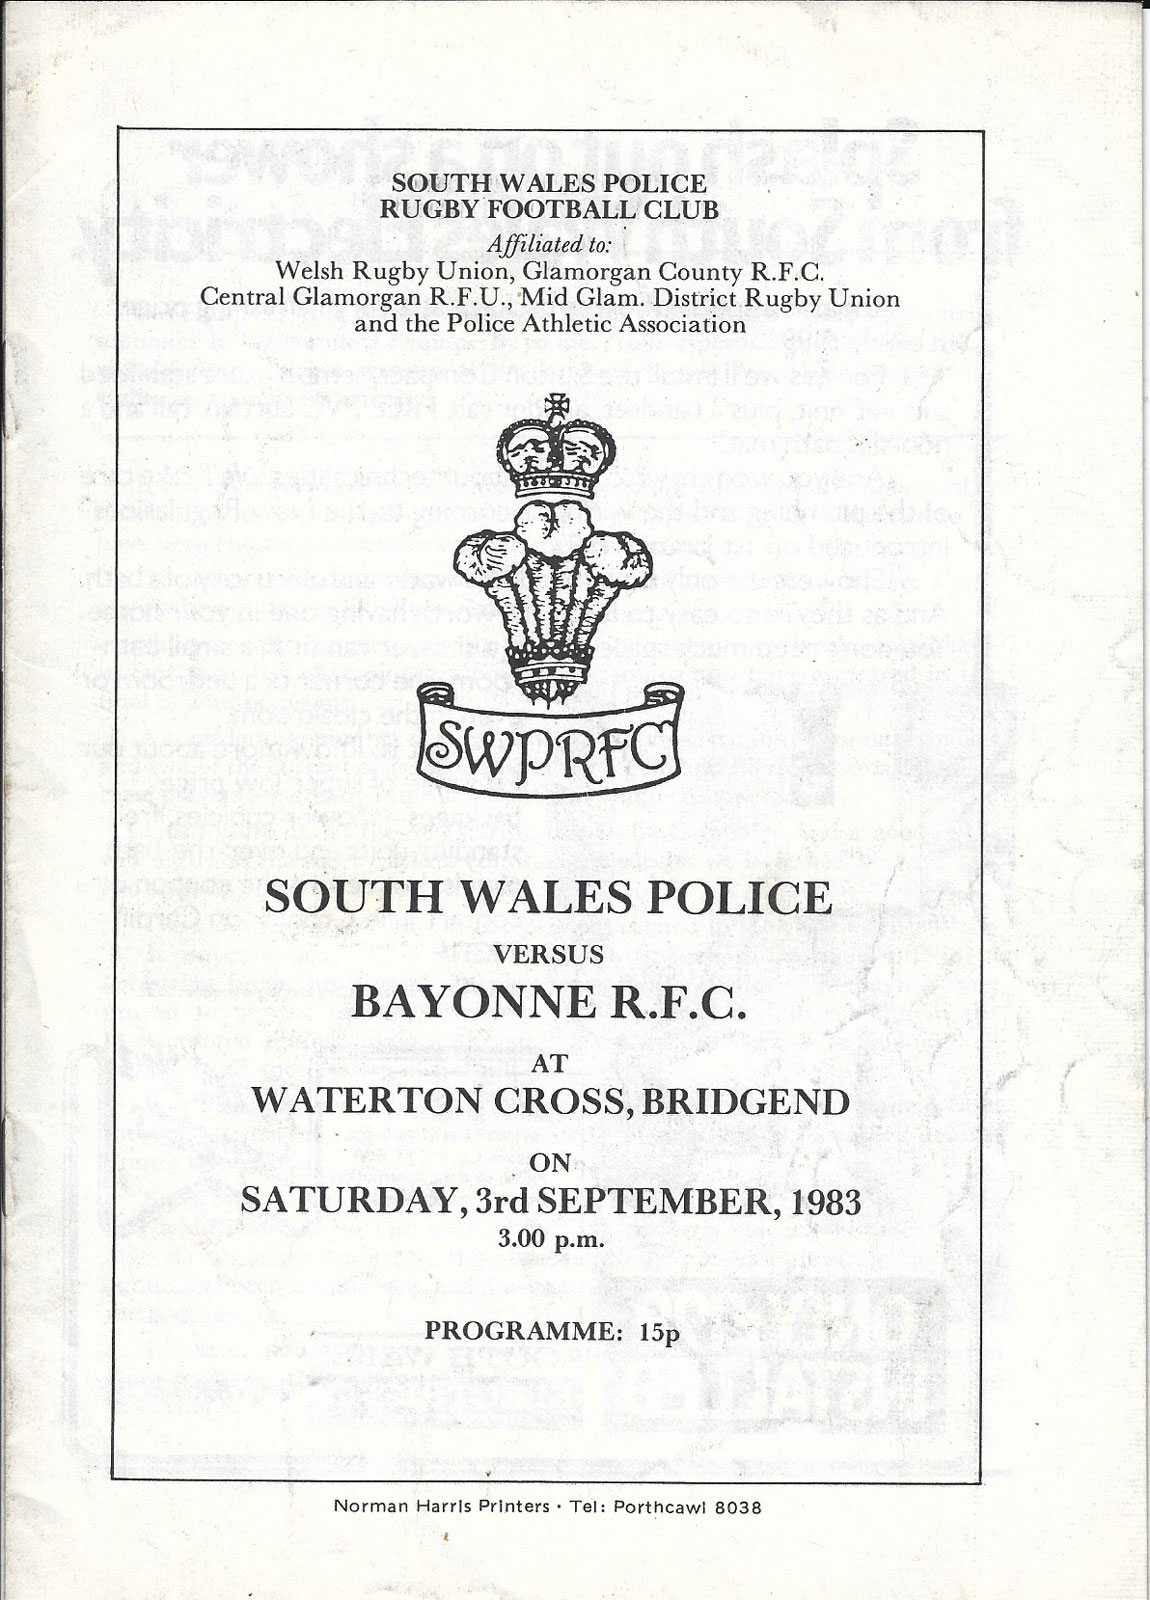 SOUTH WALES POLICE
RUGBY FOOTBALL CLUB
Affiliated to:
Welsh Rugby Union, Glamorgan County R.F.C.
Central Glamorgan R.F.U., Mid Glam. District Rugby Union
and the Police Athletic Association
SWPRFC
SOUTH WALES POLICE
VERSUS
BAYONNE R.F.C.
AT
WATERTON CROSS, BRIDGEND
ON
SATURDAY, 3rd SEPTEMBER, 1983
3.00 p.m.
PROGRAMME: 15p
Norman Harris Printers · Tel: Porthcawl 8038